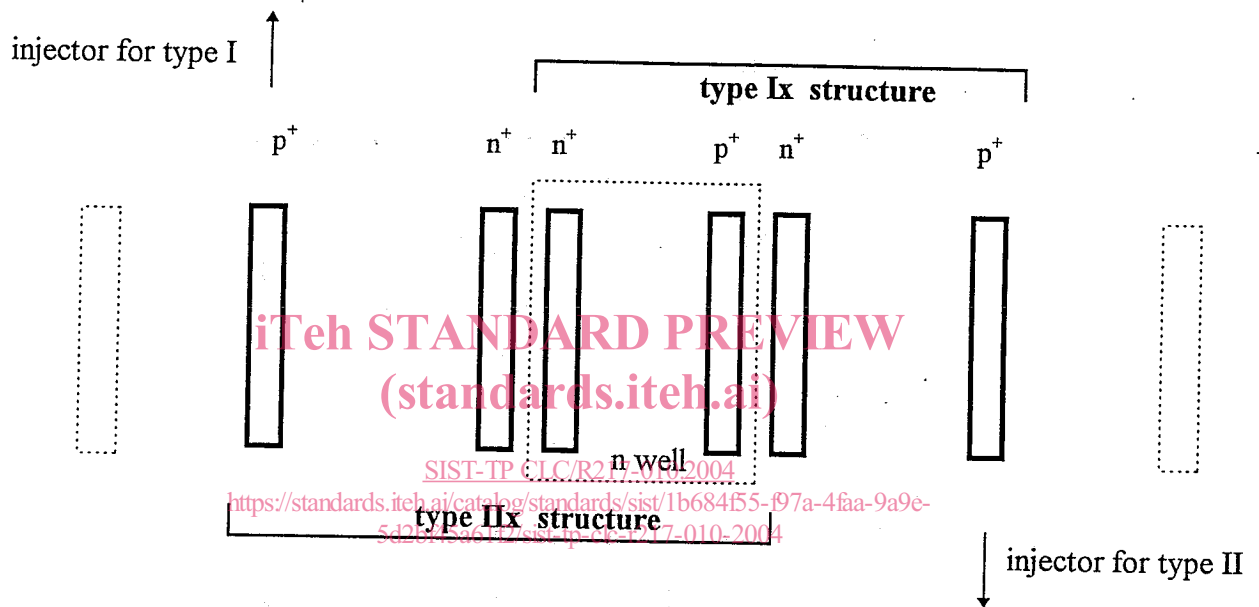 injector for type I
type Ix structure
p+ n+ n+ p+ n+ p+
iTeh STANDARD PREVIEW
(standards.iteh.ai)
n well
SIST-TP CLC/R217-010:2004
https://standards.iteh.ai/catalog/standards/sist/1b684f55-f97a-4faa-9a9e-
type IIx structure
5d2bf45a61f2/sist-tp-clc-r217-010-2004
injector for type II